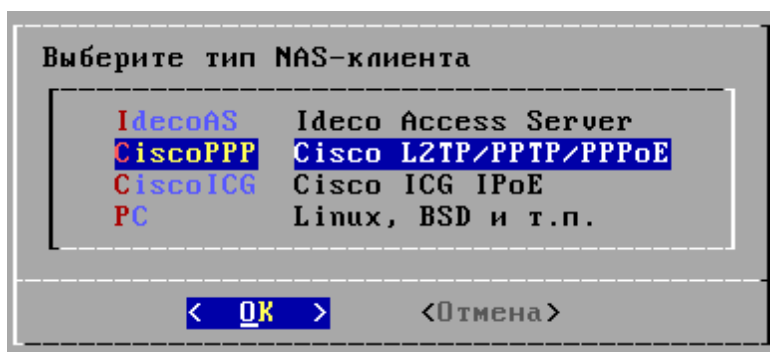 Выберите тип NAS-клиента
IdecoAS Ideco Access Server
CiscoPPP Cisco L2TP/PPTP/PPPoE
CiscoICG Cisco ICG IPoE
PC Linux, BSD и т.п.
< OK > <Отмена>